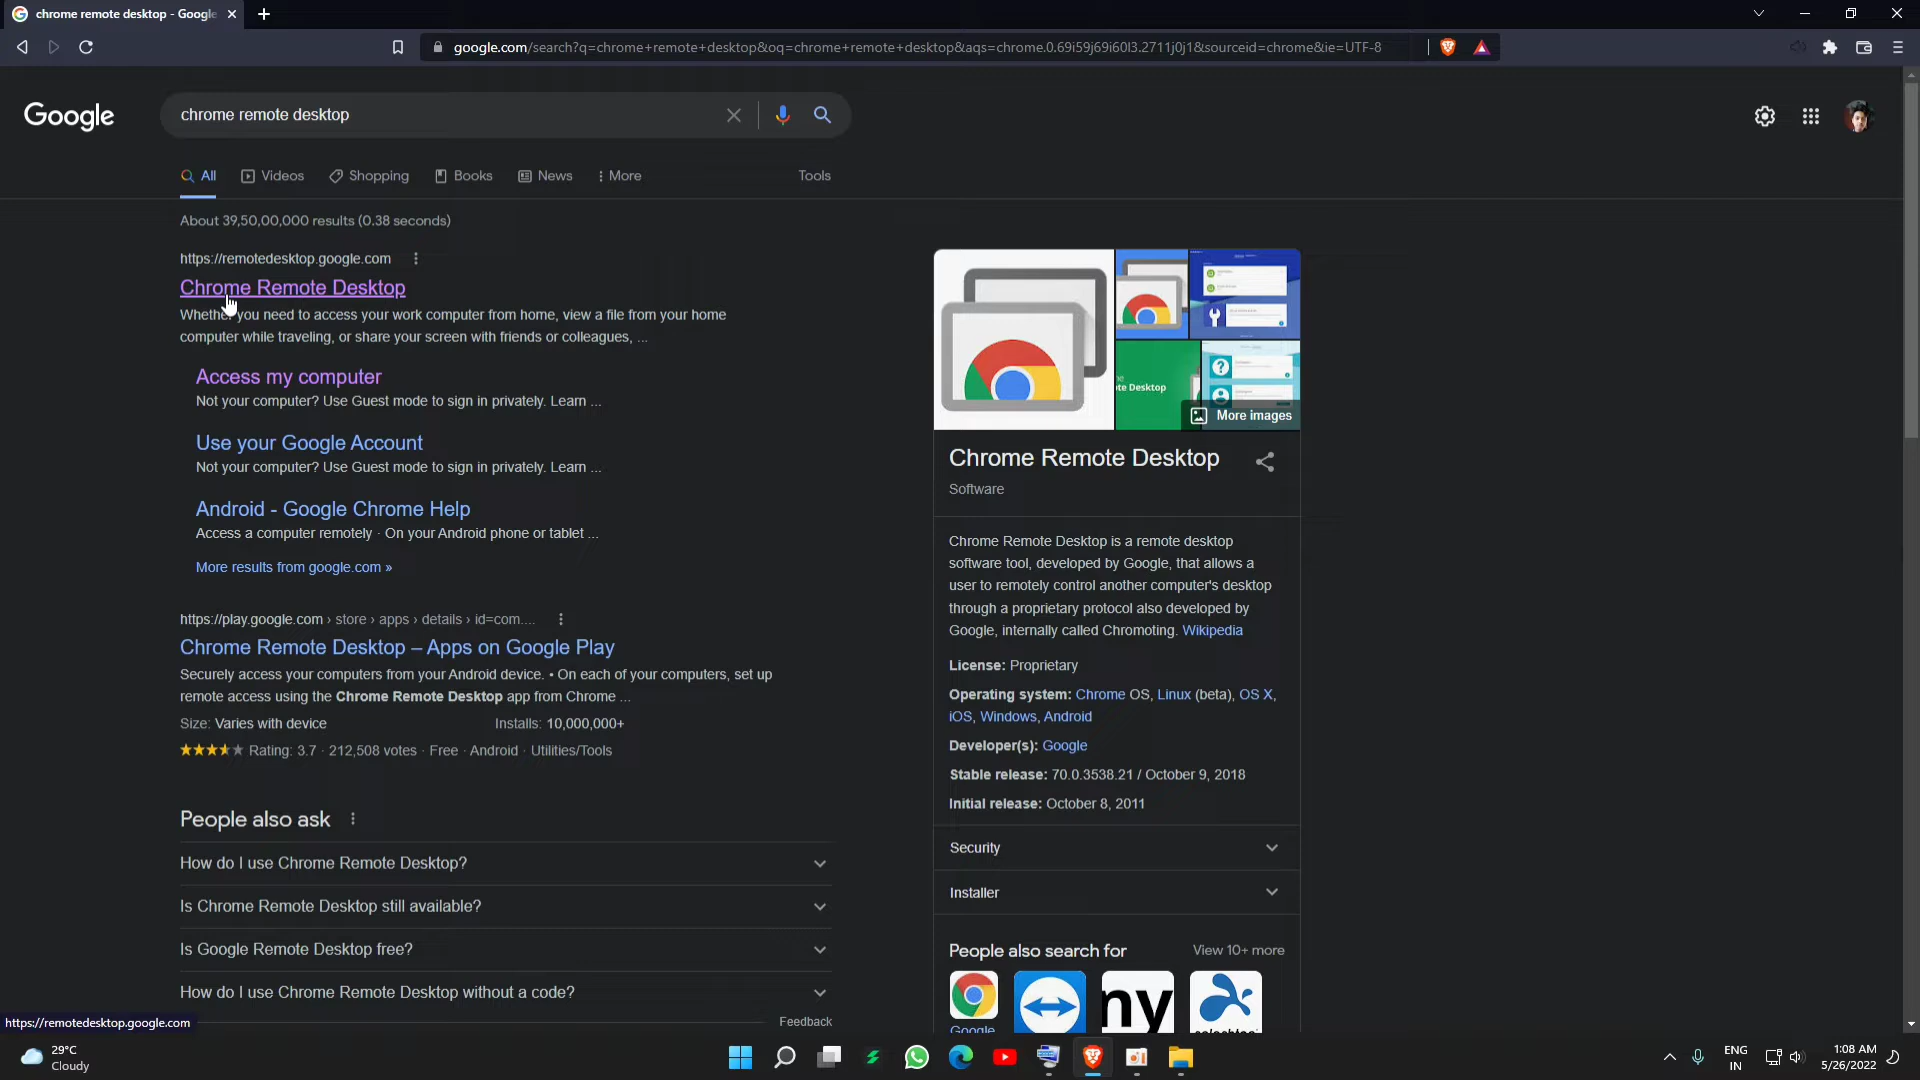 chrome remote desktop - Google
google.com/search?q=chrome+remote+desktop&oq=chrome+remote+desktop&aqs=chrome.0.69i59j69i60l3.2711j0j1&sourceid=chrome&ie=UTF-8
Google
chrome remote desktop
All
Videos
Shopping
Books
News
More
Tools
About 39,50,00,000 results (0.38 seconds)
https://remotedesktop.google.com
Chrome Remote Desktop
Whether you need to access your work computer from home, view a file from your home
computer while traveling, or share your screen with friends or colleagues, ...
Access my computer
Not your computer? Use Guest mode to sign in privately. Learn ...
Use your Google Account
Not your computer? Use Guest mode to sign in privately. Learn ...
Android - Google Chrome Help
Access a computer remotely · On your Android phone or tablet ...
More results from google.com »
https://play.google.com › store › apps › details › id=com....
Chrome Remote Desktop – Apps on Google Play
Securely access your computers from your Android device. • On each of your computers, set up
remote access using the Chrome Remote Desktop app from Chrome ...
Size: Varies with device
Installs: 10,000,000+
Rating: 3.7 · 212,508 votes · Free · Android · Utilities/Tools
People also ask
How do I use Chrome Remote Desktop?
Is Chrome Remote Desktop still available?
Is Google Remote Desktop free?
How do I use Chrome Remote Desktop without a code?
Feedback
https://remotedesktop.google.com
te Desktop
More images
Chrome Remote Desktop
Software
Chrome Remote Desktop is a remote desktop
software tool, developed by Google, that allows a
user to remotely control another computer's desktop
through a proprietary protocol also developed by
Google, internally called Chromoting. Wikipedia
License: Proprietary
Operating system: Chrome OS, Linux (beta), OS X,
iOS, Windows, Android
Developer(s): Google
Stable release: 70.0.3538.21 / October 9, 2018
Initial release: October 8, 2011
Security
Installer
People also search for
View 10+ more
ny
Google
29°C
Cloudy
ENG
IN
1:08 AM
5/26/2022